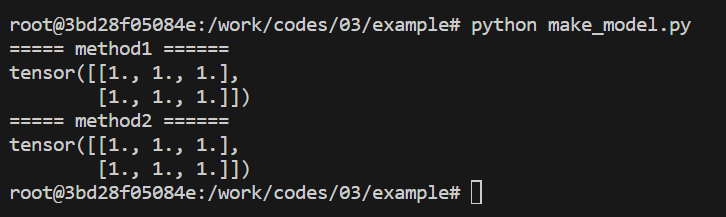 root@3bd28f05084e:/work/codes/03/example# python make_model.py
===== method1 ======
tensor([[1., 1., 1.],
        [1., 1., 1.]])
===== method2 ======
tensor([[1., 1., 1.],
        [1., 1., 1.]])
root@3bd28f05084e:/work/codes/03/example#